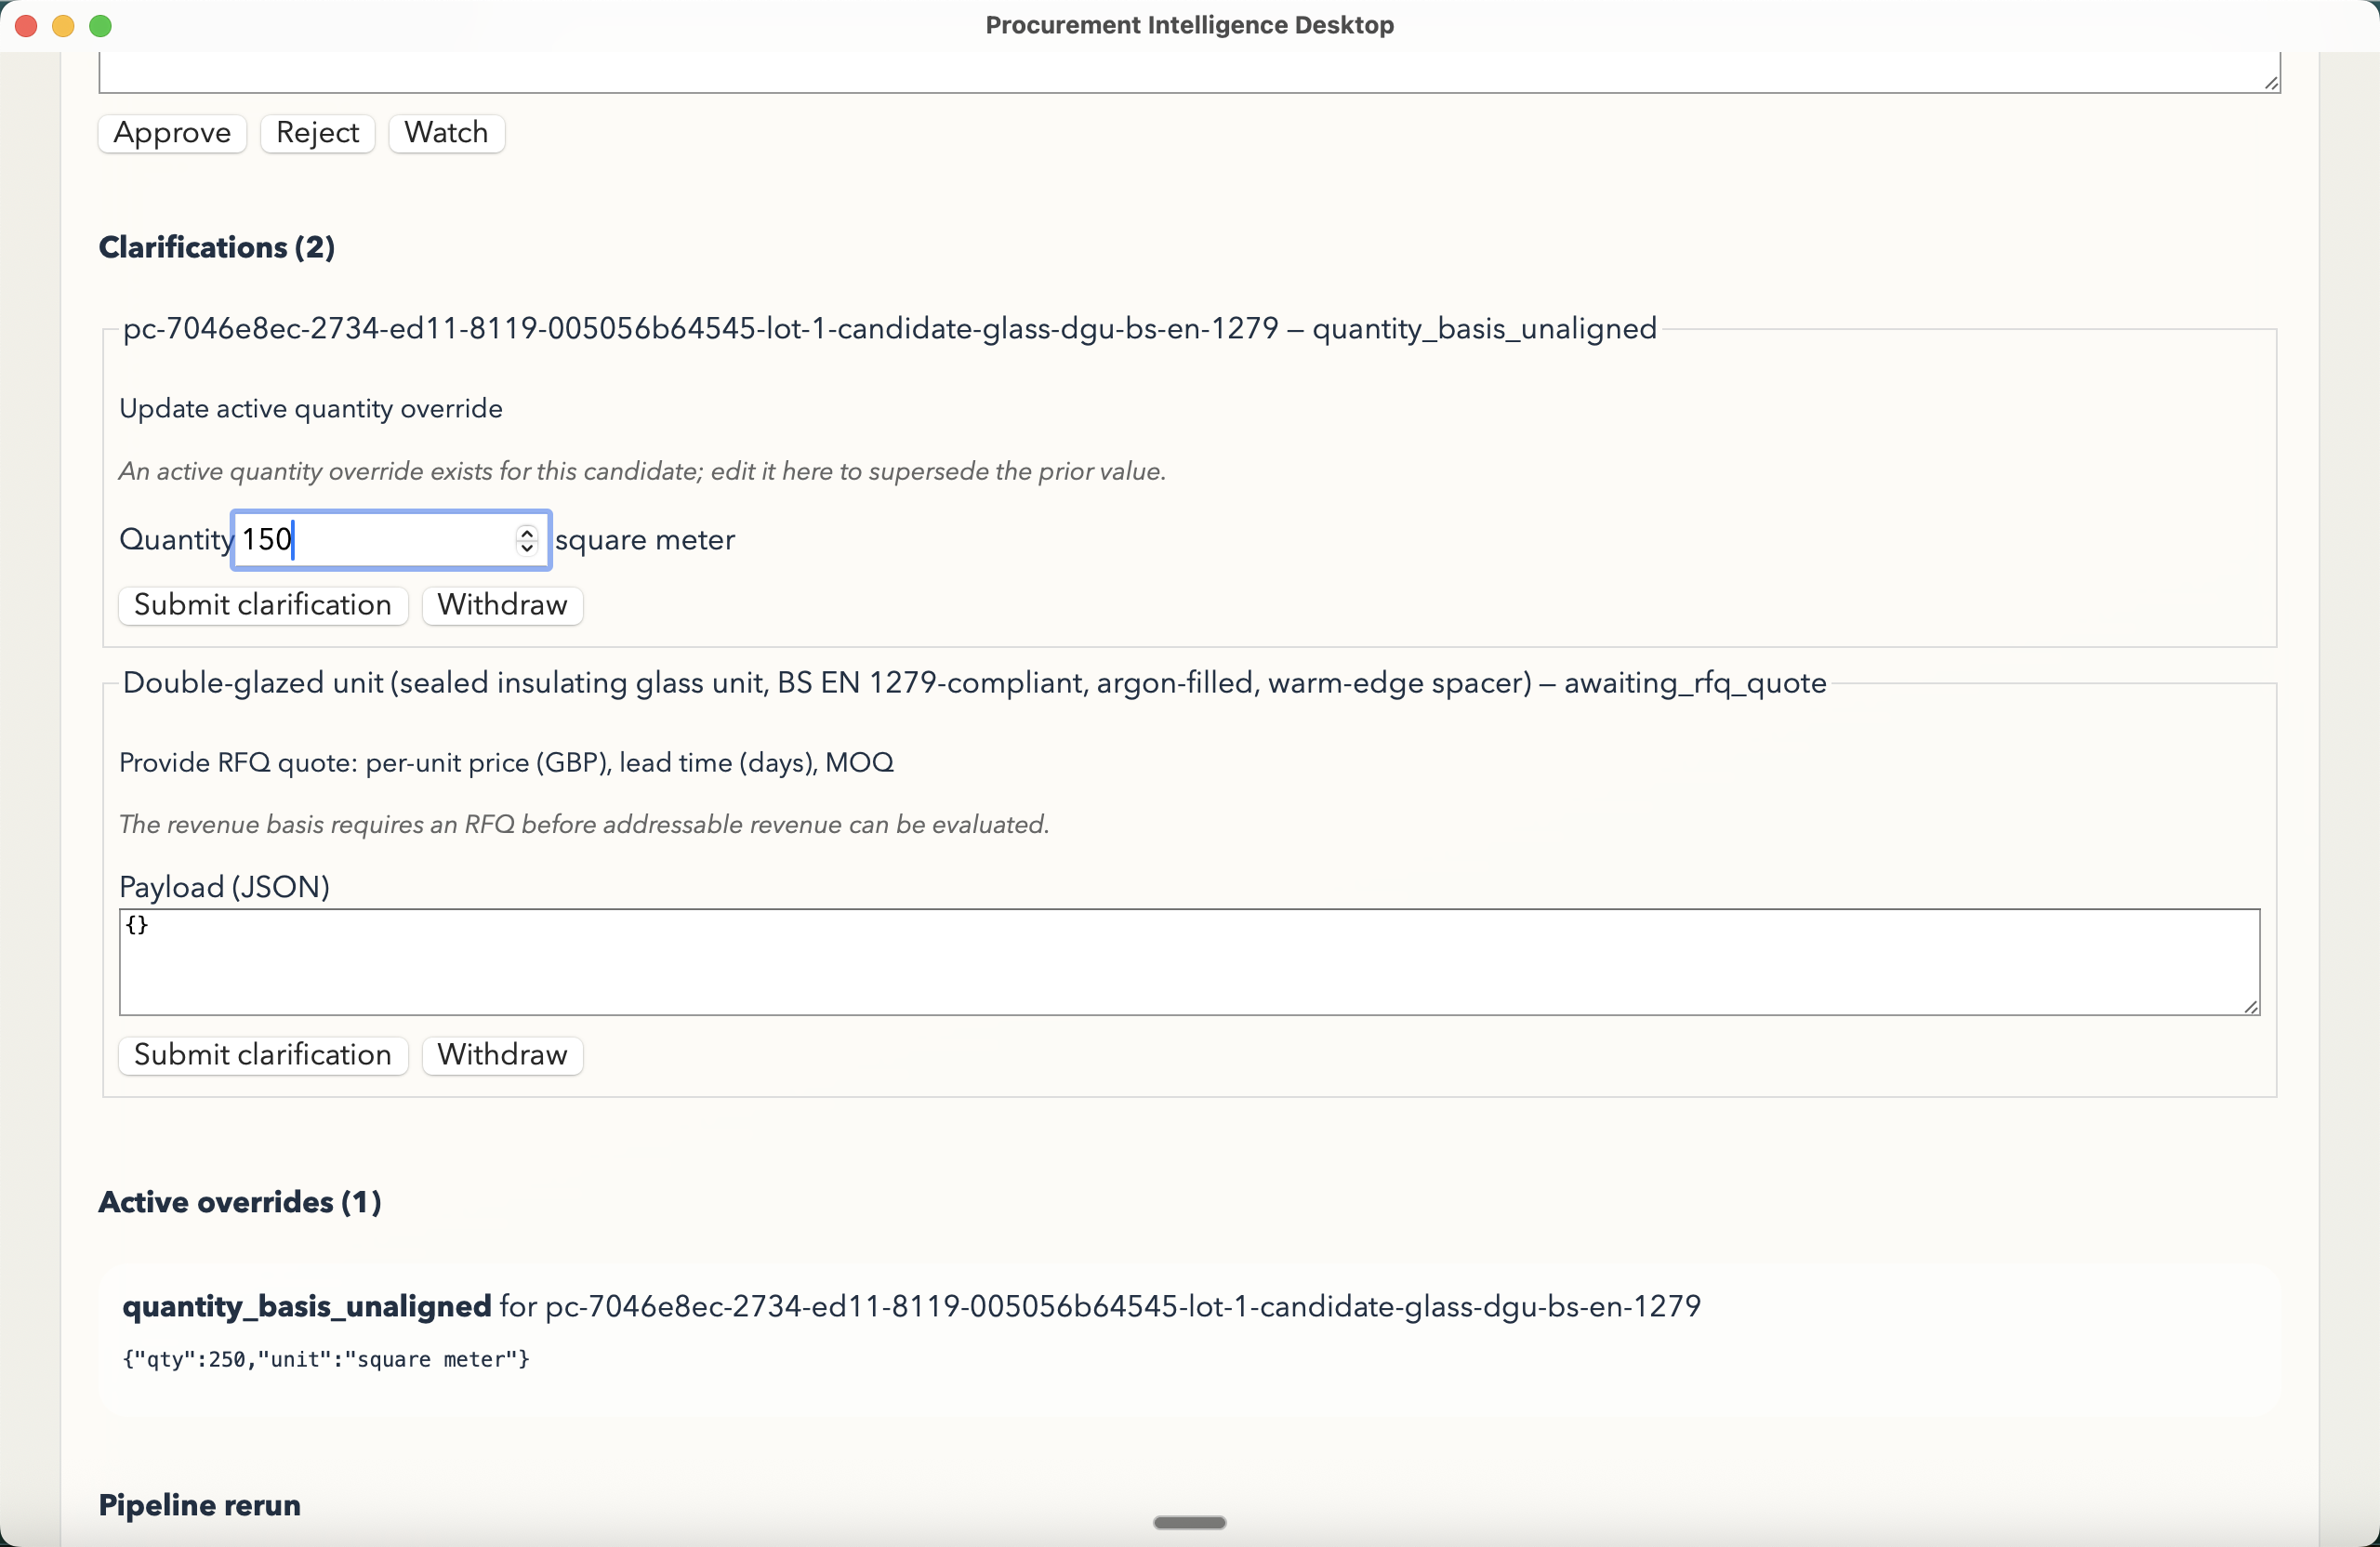 Procurement Intelligence Desktop
Approve Reject Watch
Clarifications (2)
pc-7046e8ec-2734-ed11-8119-005056b64545-lot-1-candidate-glass-dgu-bs-en-1279 – quantity_basis_unaligned
Update active quantity override
An active quantity override exists for this candidate; edit it here to supersede the prior value.
Quantity 150 square meter
Submit clarification Withdraw
Double-glazed unit (sealed insulating glass unit, BS EN 1279-compliant, argon-filled, warm-edge spacer) – awaiting_rfq_quote
Provide RFQ quote: per-unit price (GBP), lead time (days), MOQ
The revenue basis requires an RFQ before addressable revenue can be evaluated.
Payload (JSON)
{}
Submit clarification Withdraw
Active overrides (1)
quantity_basis_unaligned for pc-7046e8ec-2734-ed11-8119-005056b64545-lot-1-candidate-glass-dgu-bs-en-1279
{"qty":250,"unit":"square meter"}
Pipeline rerun